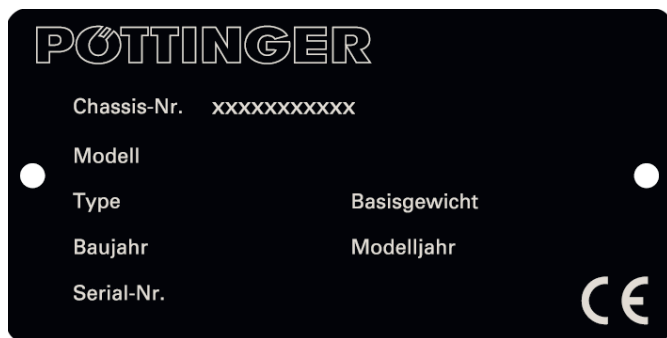 PÖTTINGER
Chassis-Nr. xxxxxxxxxxx
Modell
Type Basisgewicht
Baujahr Modelljahr
Serial-Nr.
CE